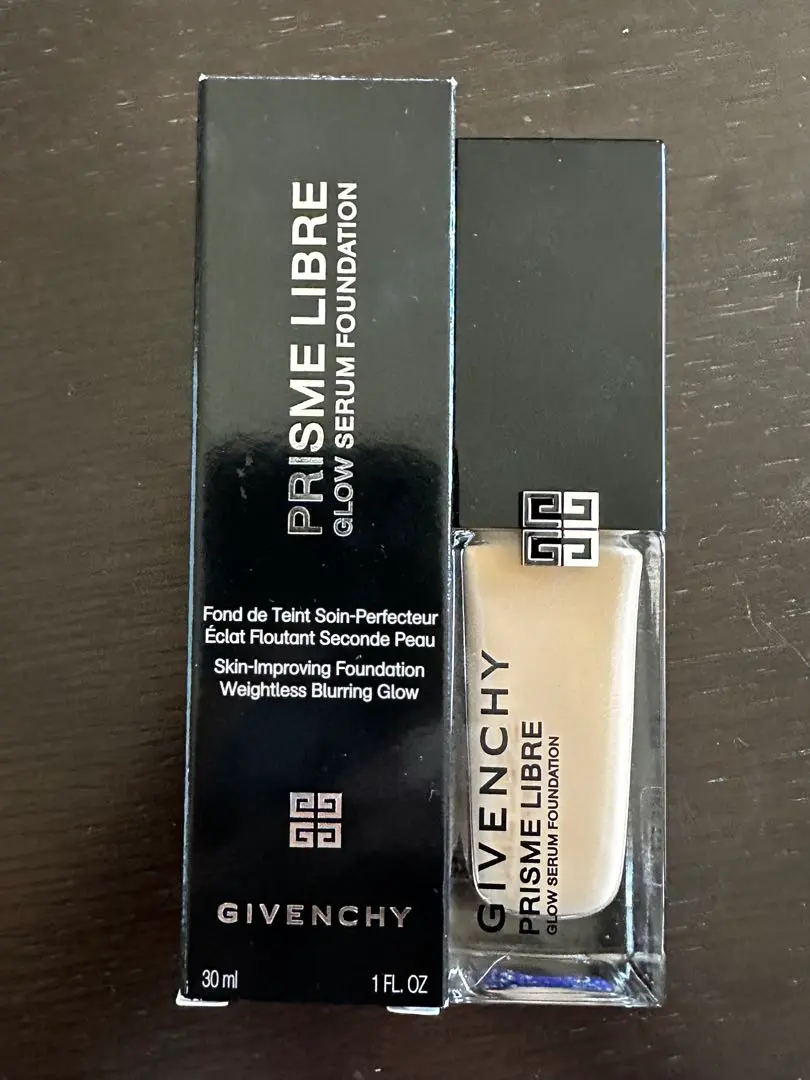 PRISME LIBRE
GLOW SERUM FOUNDATION
Fond de Teint Soin-Perfecteur
Éclat Floutant Seconde Peau
Skin-Improving Foundation
Weightless Blurring Glow
GIVENCHY
30 ml 1 FL. OZ
GIVENCHY
PRISME LIBRE
GLOW SERUM FOUNDATION